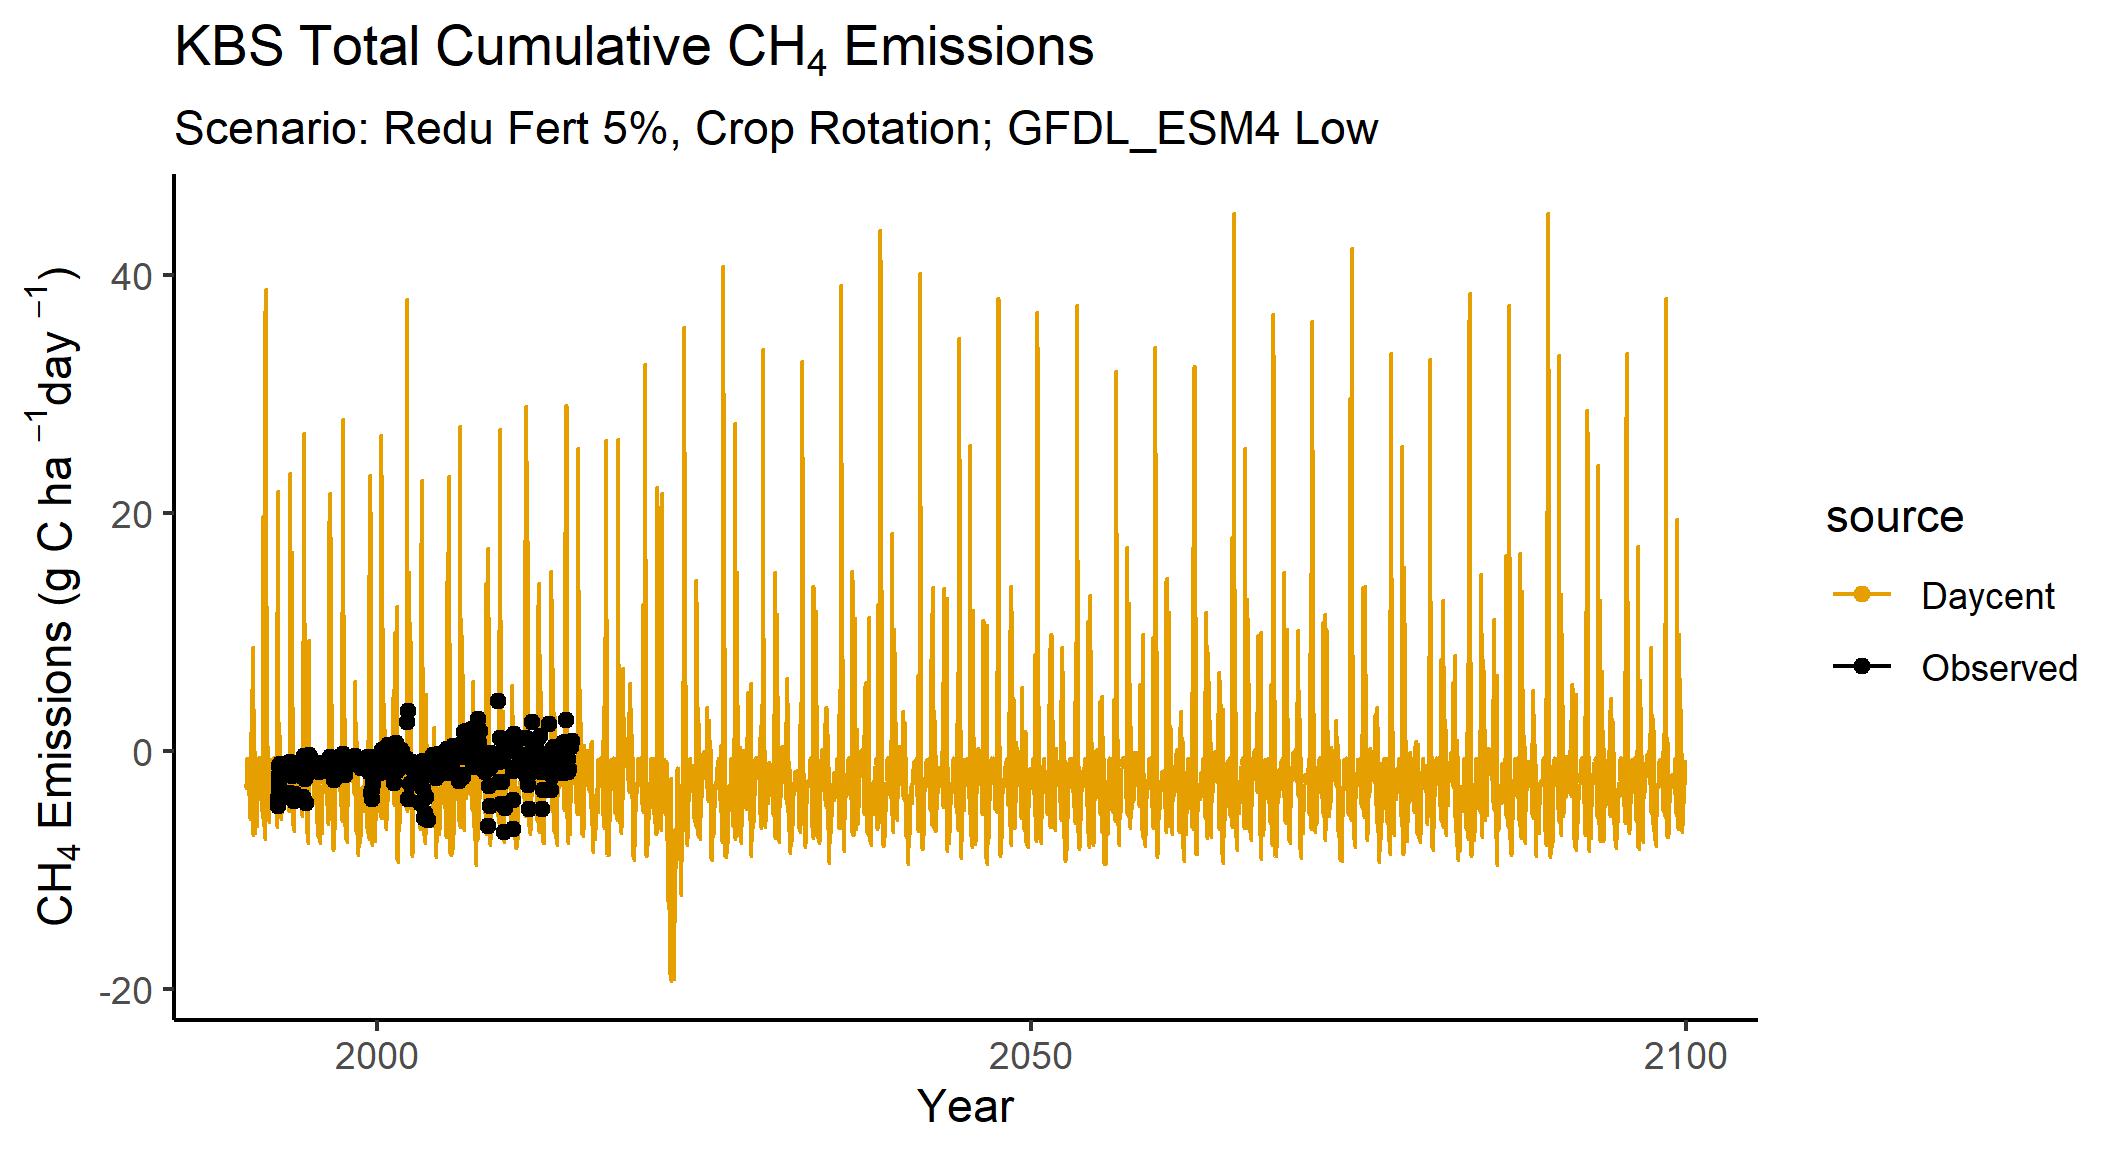 KBS Total Cumulative CH₄ Emissions
Scenario: Redu Fert 5%, Crop Rotation; GFDL_ESM4 Low
CH₄ Emissions (g C ha ⁻¹day ⁻¹)
40
20
0
-20
2000
2050
2100
Year
source
Daycent
Observed